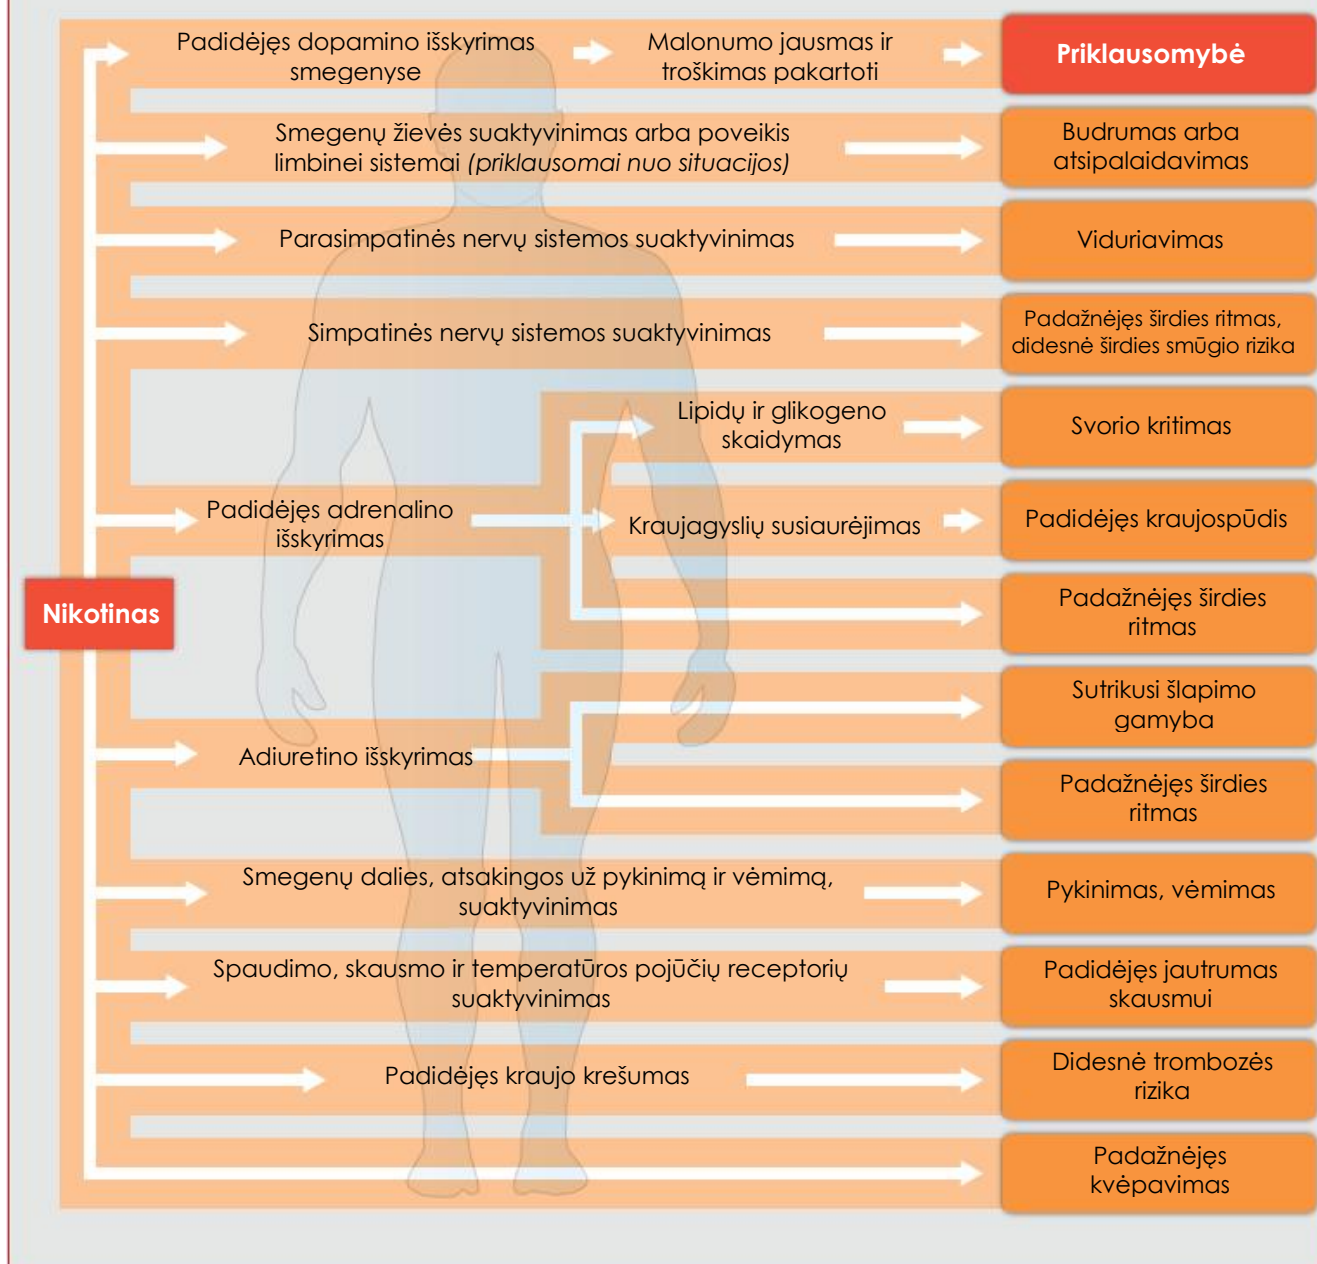 Padidėjęs dopamino išskyrimas
smegenyse
Malonumo jausmas ir
troškimas pakartoti
Priklausomybė
Smegenų žievės suaktyvinimas arba poveikis
limbinei sistemai (priklausomai nuo situacijos)
Budrumas arba
atsipalaidavimas
Parasimpatinės nervų sistemos suaktyvinimas
Viduriavimas
Simpatinės nervų sistemos suaktyvinimas
Padažnėjęs širdies ritmas,
didesnė širdies smūgio rizika
Lipidų ir glikogeno
skaidymas
Svorio kritimas
Padidėjęs adrenalino
išskyrimas
Kraujagyslių susiaurėjimas
Padidėjęs kraujospūdis
Nikotinas
Padažnėjęs širdies
ritmas
Sutrikusi šlapimo
gamyba
Adiuretino išskyrimas
Padažnėjęs širdies
ritmas
Smegenų dalies, atsakingos už pykinimą ir vėmimą,
suaktyvinimas
Pykinimas, vėmimas
Spaudimo, skausmo ir temperatūros pojūčių receptorių
suaktyvinimas
Padidėjęs jautrumas
skausmui
Padidėjęs kraujo krešumas
Didesnė trombozės
rizika
Padažnėjęs
kvėpavimas